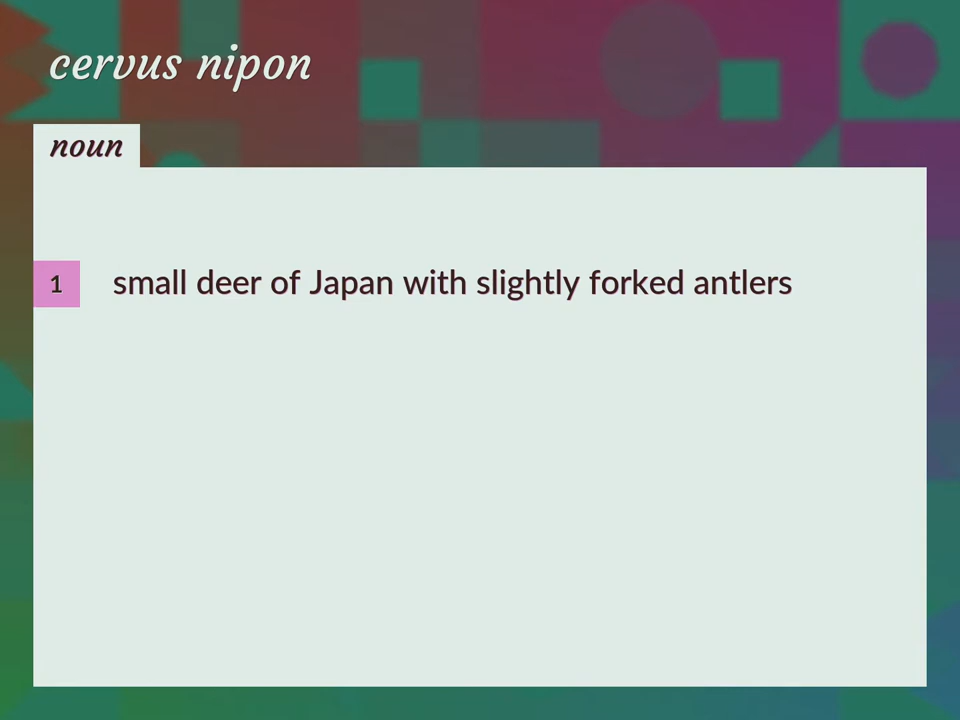 cervus nipon
noun
1 small deer of Japan with slightly forked antlers